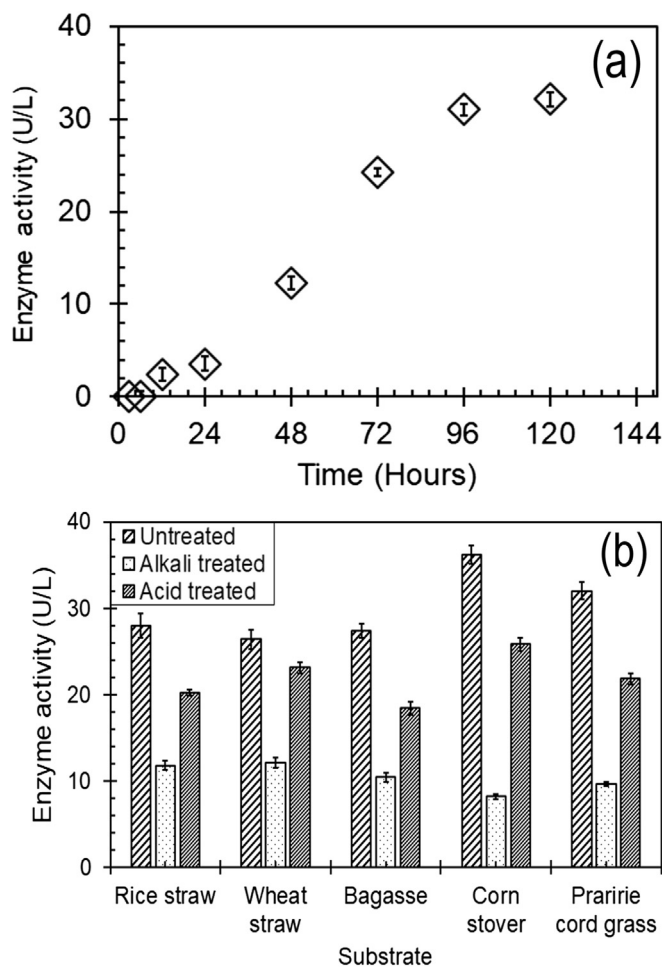 (a)
Enzyme activity (U/L)
40
30
20
10
0
0 24 48 72 96 120 144
Time (Hours)
(b)
Untreated
Alkali treated
Acid treated
Enzyme activity (U/L)
40
30
20
10
0
Rice straw Wheat Bagasse Corn Praririe
straw stover cord grass
Substrate